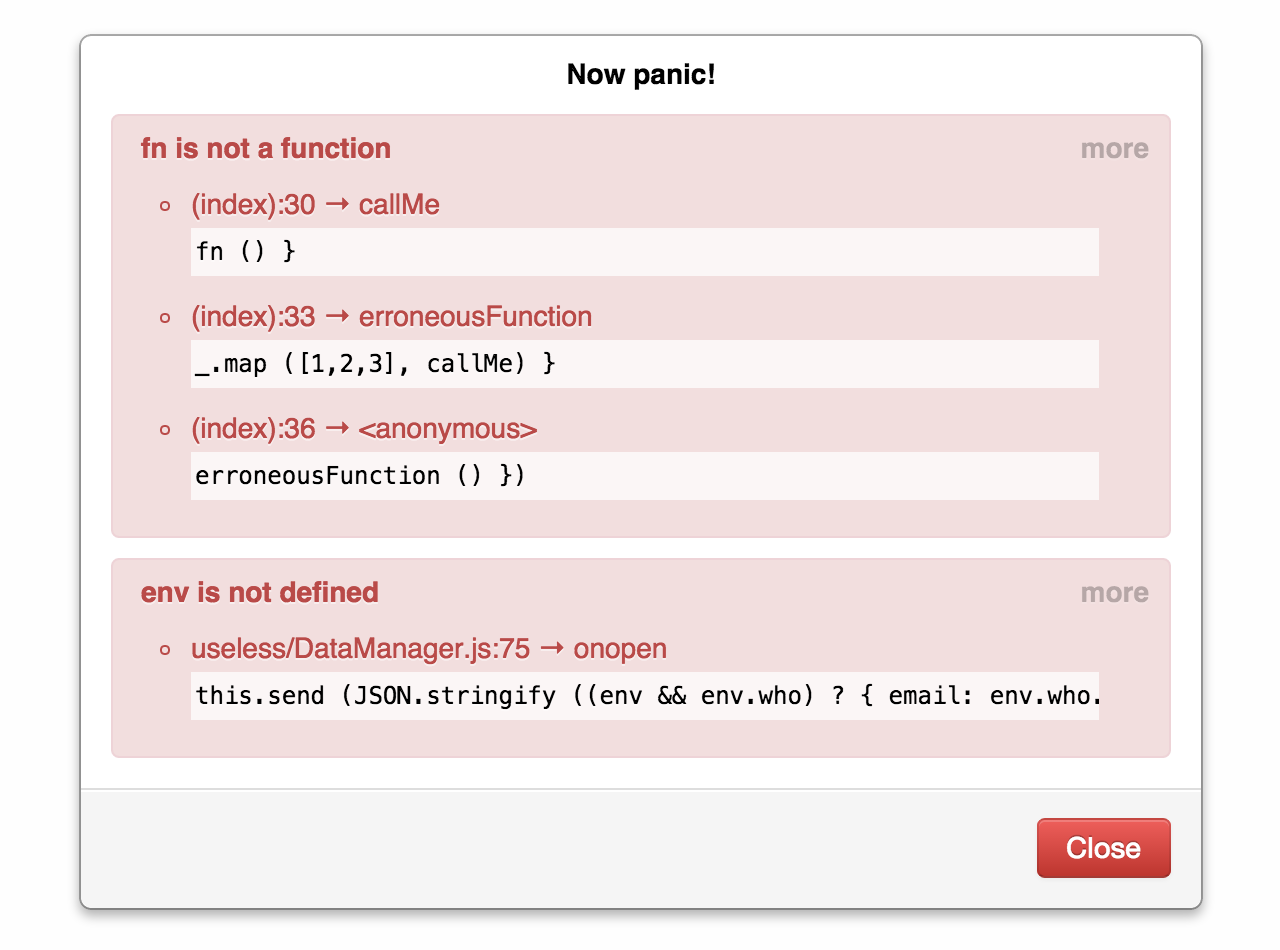 Now panic!
fn is not a function more
(index):30 → callMe
fn () }
(index):33 → erroneousFunction
_.map ([1,2,3], callMe) }
(index):36 → <anonymous>
erroneousFunction () })
env is not defined more
useless/DataManager.js:75 → onopen
this.send (JSON.stringify ((env && env.who) ? { email: env.who.
Close